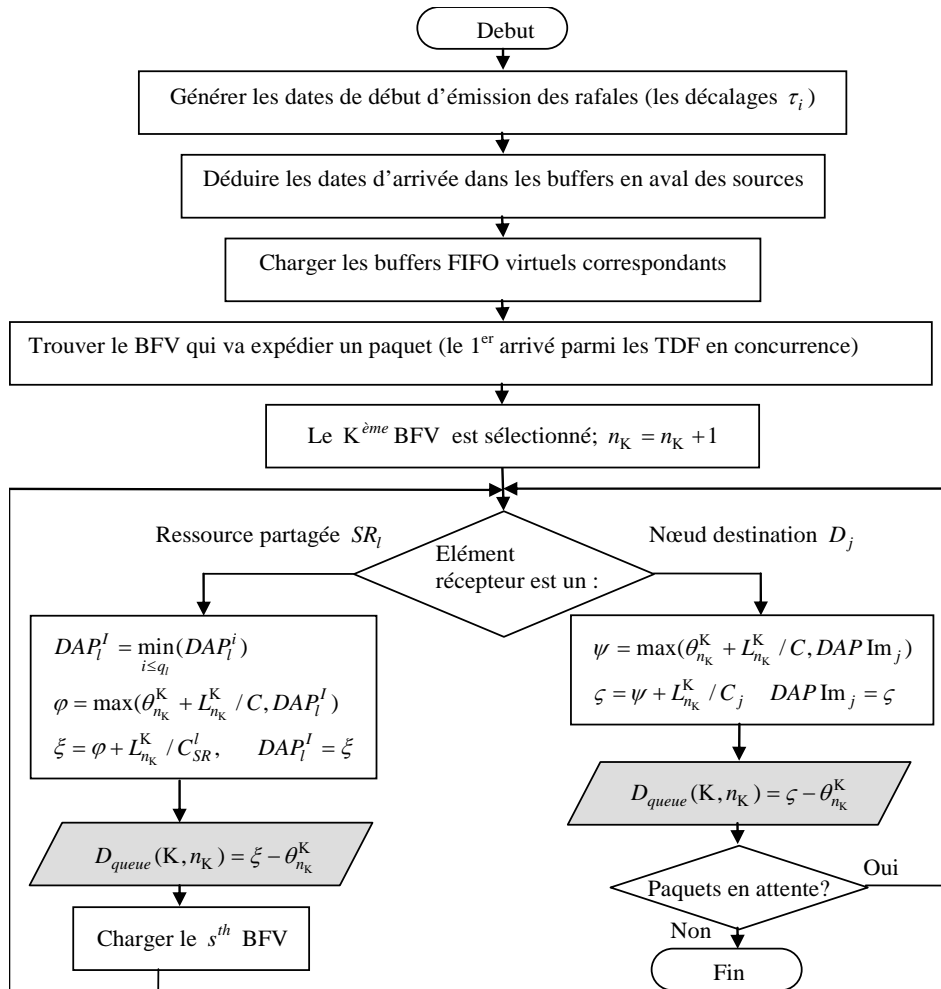 Debut
Générer les dates de début d’émission des rafales (les décalages τ_i )
Déduire les dates d’arrivée dans les buffers en aval des sources
Charger les buffers FIFO virtuels correspondants
Trouver le BFV qui va expédier un paquet (le 1^er arrivé parmi les TDF en concurrence)
Le K^ème BFV est sélectionné; n_K = n_K + 1
Ressource partagée SR_l
Nœud destination D_j
Elément
récepteur est un :
DAP_l^I = min_{i≤q_l}(DAP_l^i)
φ = max(θ_{n_K}^K + L_{n_K}^K / C, DAP_l^I)
ξ = φ + L_{n_K}^K / C_{SR}^l, DAP_l^I = ξ
ψ = max(θ_{n_K}^K + L_{n_K}^K / C, DAP Im_j)
ς = ψ + L_{n_K}^K / C_j DAP Im_j = ς
D_{queue}(K, n_K) = ξ − θ_{n_K}^K
D_{queue}(K, n_K) = ς − θ_{n_K}^K
Charger le s^{th} BFV
Paquets en attente?
Oui
Non
Fin